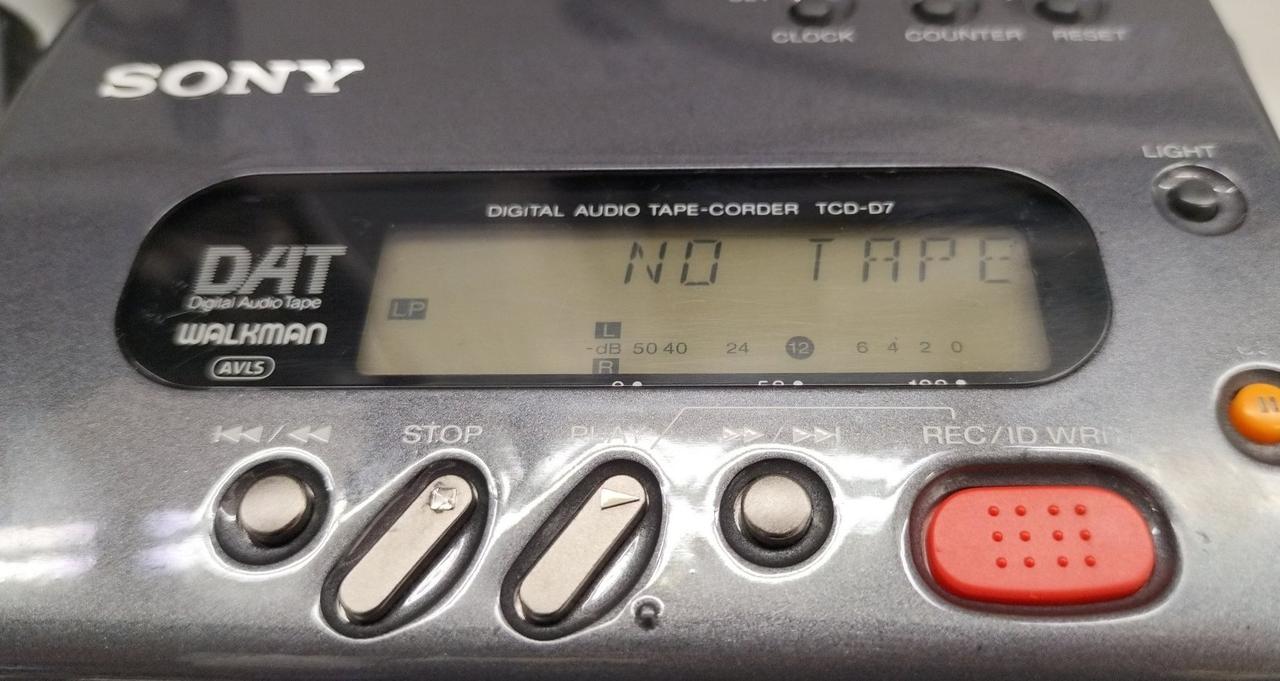 CLOCK COUNTER RESET
SONY
LIGHT
DIGITAL AUDIO TAPE-CORDER TCD-D7
DAT
Digital Audio Tape
WALKMAN
AVLS
NO TAPE
LP
L
-dB 50 40 24 12 6 4 2 0
R
STOP PLAY REC/ID WRI